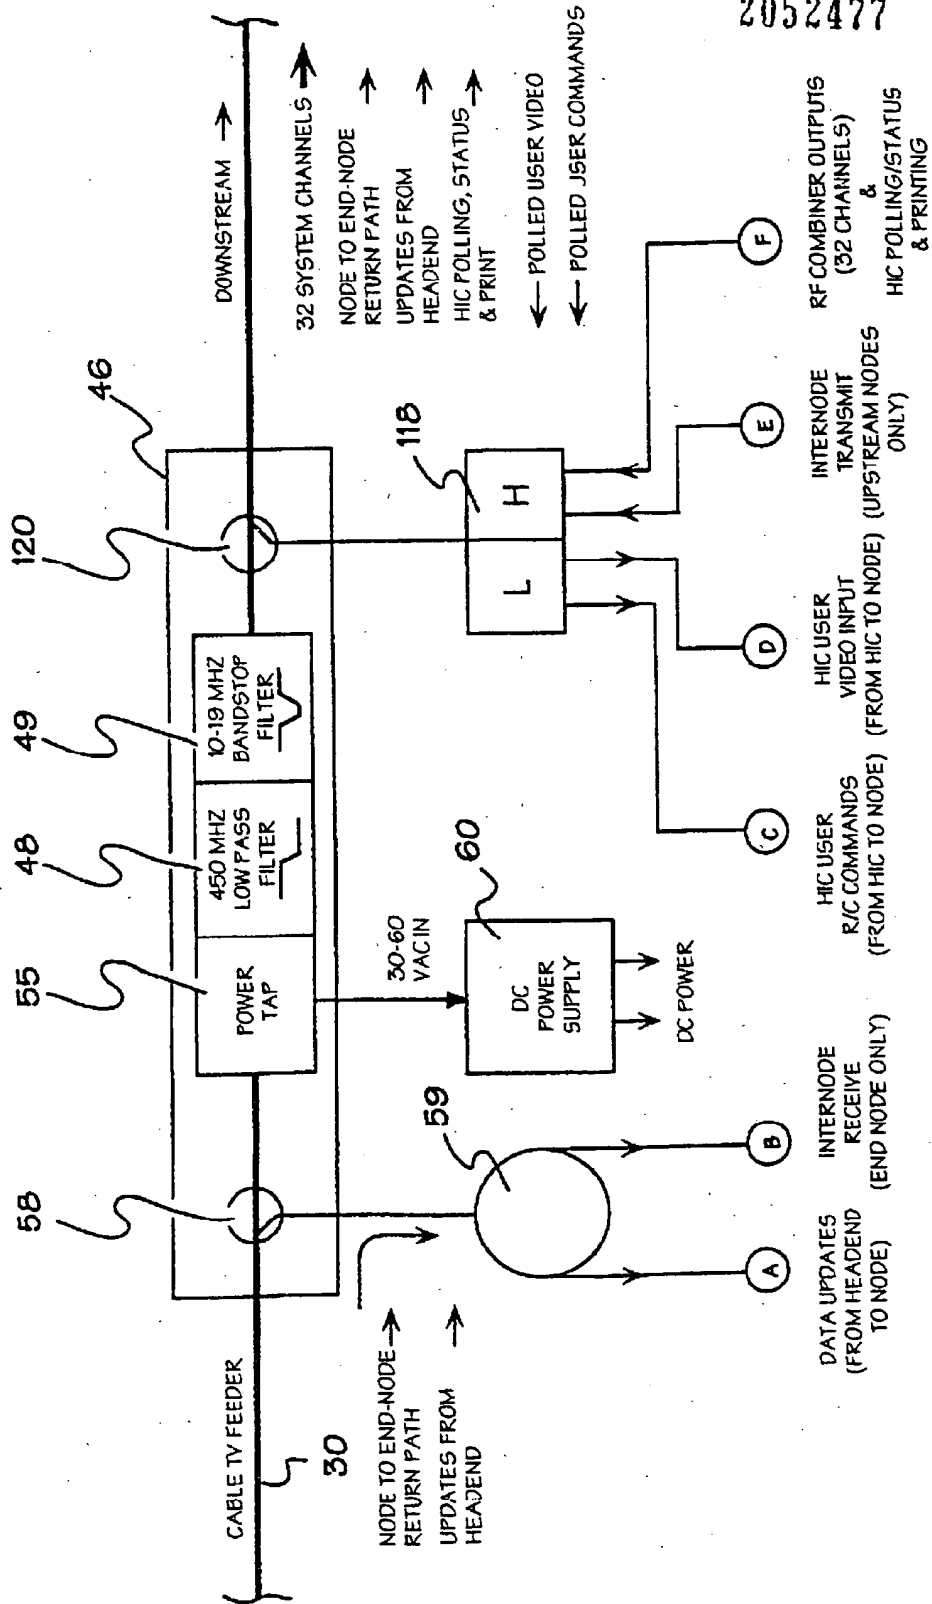 2052477
CABLE TV FEEDER
30
58
55
48
49
120
46
DOWNSTREAM →
POWER
TAP
450 MHZ
LOW PASS
FILTER
10-19 MHZ
BANDSTOP
FILTER
32 SYSTEM CHANNELS →
NODE TO END-NODE
RETURN PATH →
UPDATES FROM
HEADEND →
HIC POLLING, STATUS
& PRINT →
← POLLED USER VIDEO
← POLLED JSER COMMANDS
NODE TO END-NODE
RETURN PATH →
UPDATES FROM
HEADEND →
59
30-60
VACIN
60
DC
POWER
SUPPLY
DC POWER
118
L
H
A
B
C
D
E
F
DATA UPDATES
(FROM HEADEND
TO NODE)
INTERNODE
RECEIVE
(END NODE ONLY)
HIC USER
R/C COMMANDS
(FROM HIC TO NODE)
HIC USER
VIDEO INPUT
(FROM HIC TO NODE)
INTERNODE
TRANSMIT
(UPSTREAM NODES
ONLY)
RF COMBINER OUTPUTS
(32 CHANNELS)
&
HIC POLLING/STATUS
& PRINTING